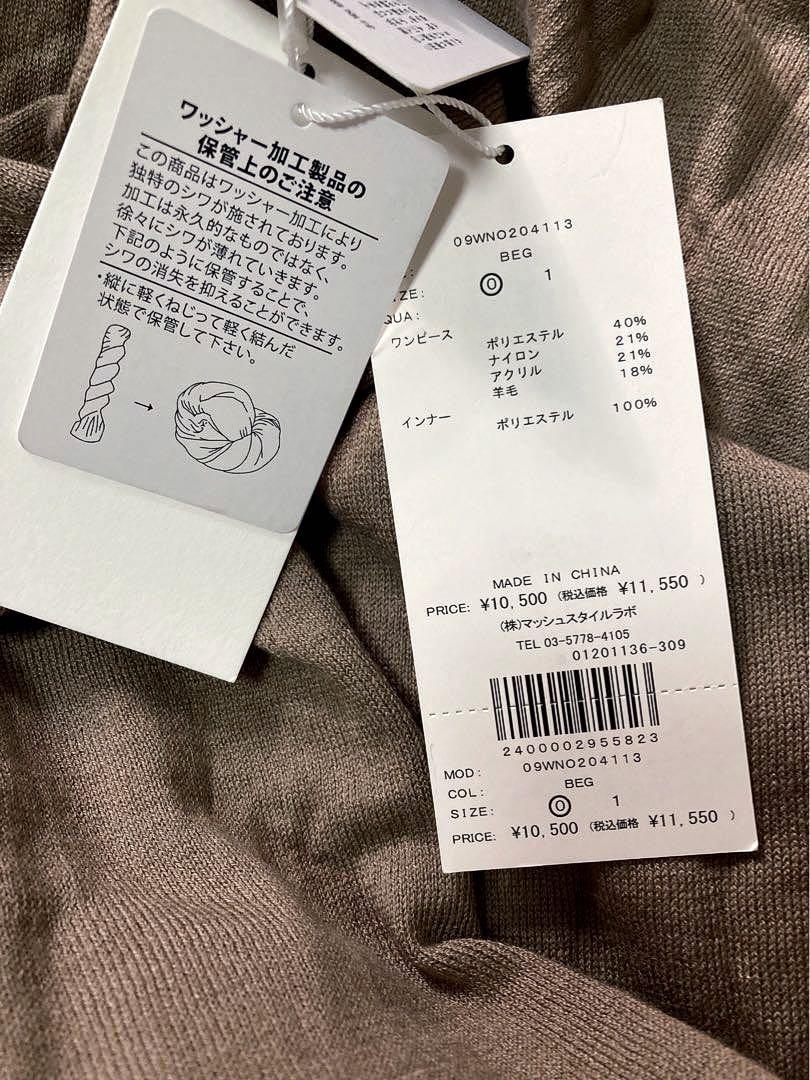 ワッシャー加工製品の
保管上のご注意
この商品はワッシャー加工により
独特のシワが施されております。
加工は永久的なものではなく、
徐々にシワが薄れていきます。
下記のように保管することで、
シワの消失を抑えることができます。
・縦に軽くねじって軽く結んだ
状態で保管して下さい。
→
09WNO204113
BEG
IZE: ⓪ 1
QUA:
ワンピース ポリエステル 40%
ナイロン 21%
アクリル 21%
羊毛 18%
インナー ポリエステル 100%
MADE IN CHINA
PRICE: ¥10,500 (税込価格 ¥11,550 )
(株)マッシュスタイルラボ
TEL 03-5778-4105
01201136-309
2400002955823
MOD: 09WNO204113
COL: BEG
SIZE: ⓪ 1
PRICE: ¥10,500 (税込価格 ¥11,550 )